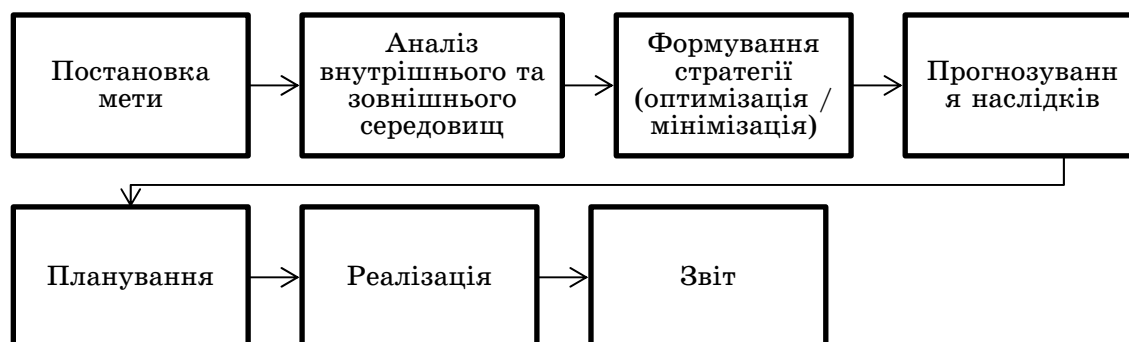 Постановка
мети
Аналіз
внутрішнього та
зовнішнього
середовищ
Формування
стратегії
(оптимізація /
мінімізація)
Прогнозуванн
я наслідків
Планування
Реалізація
Звіт